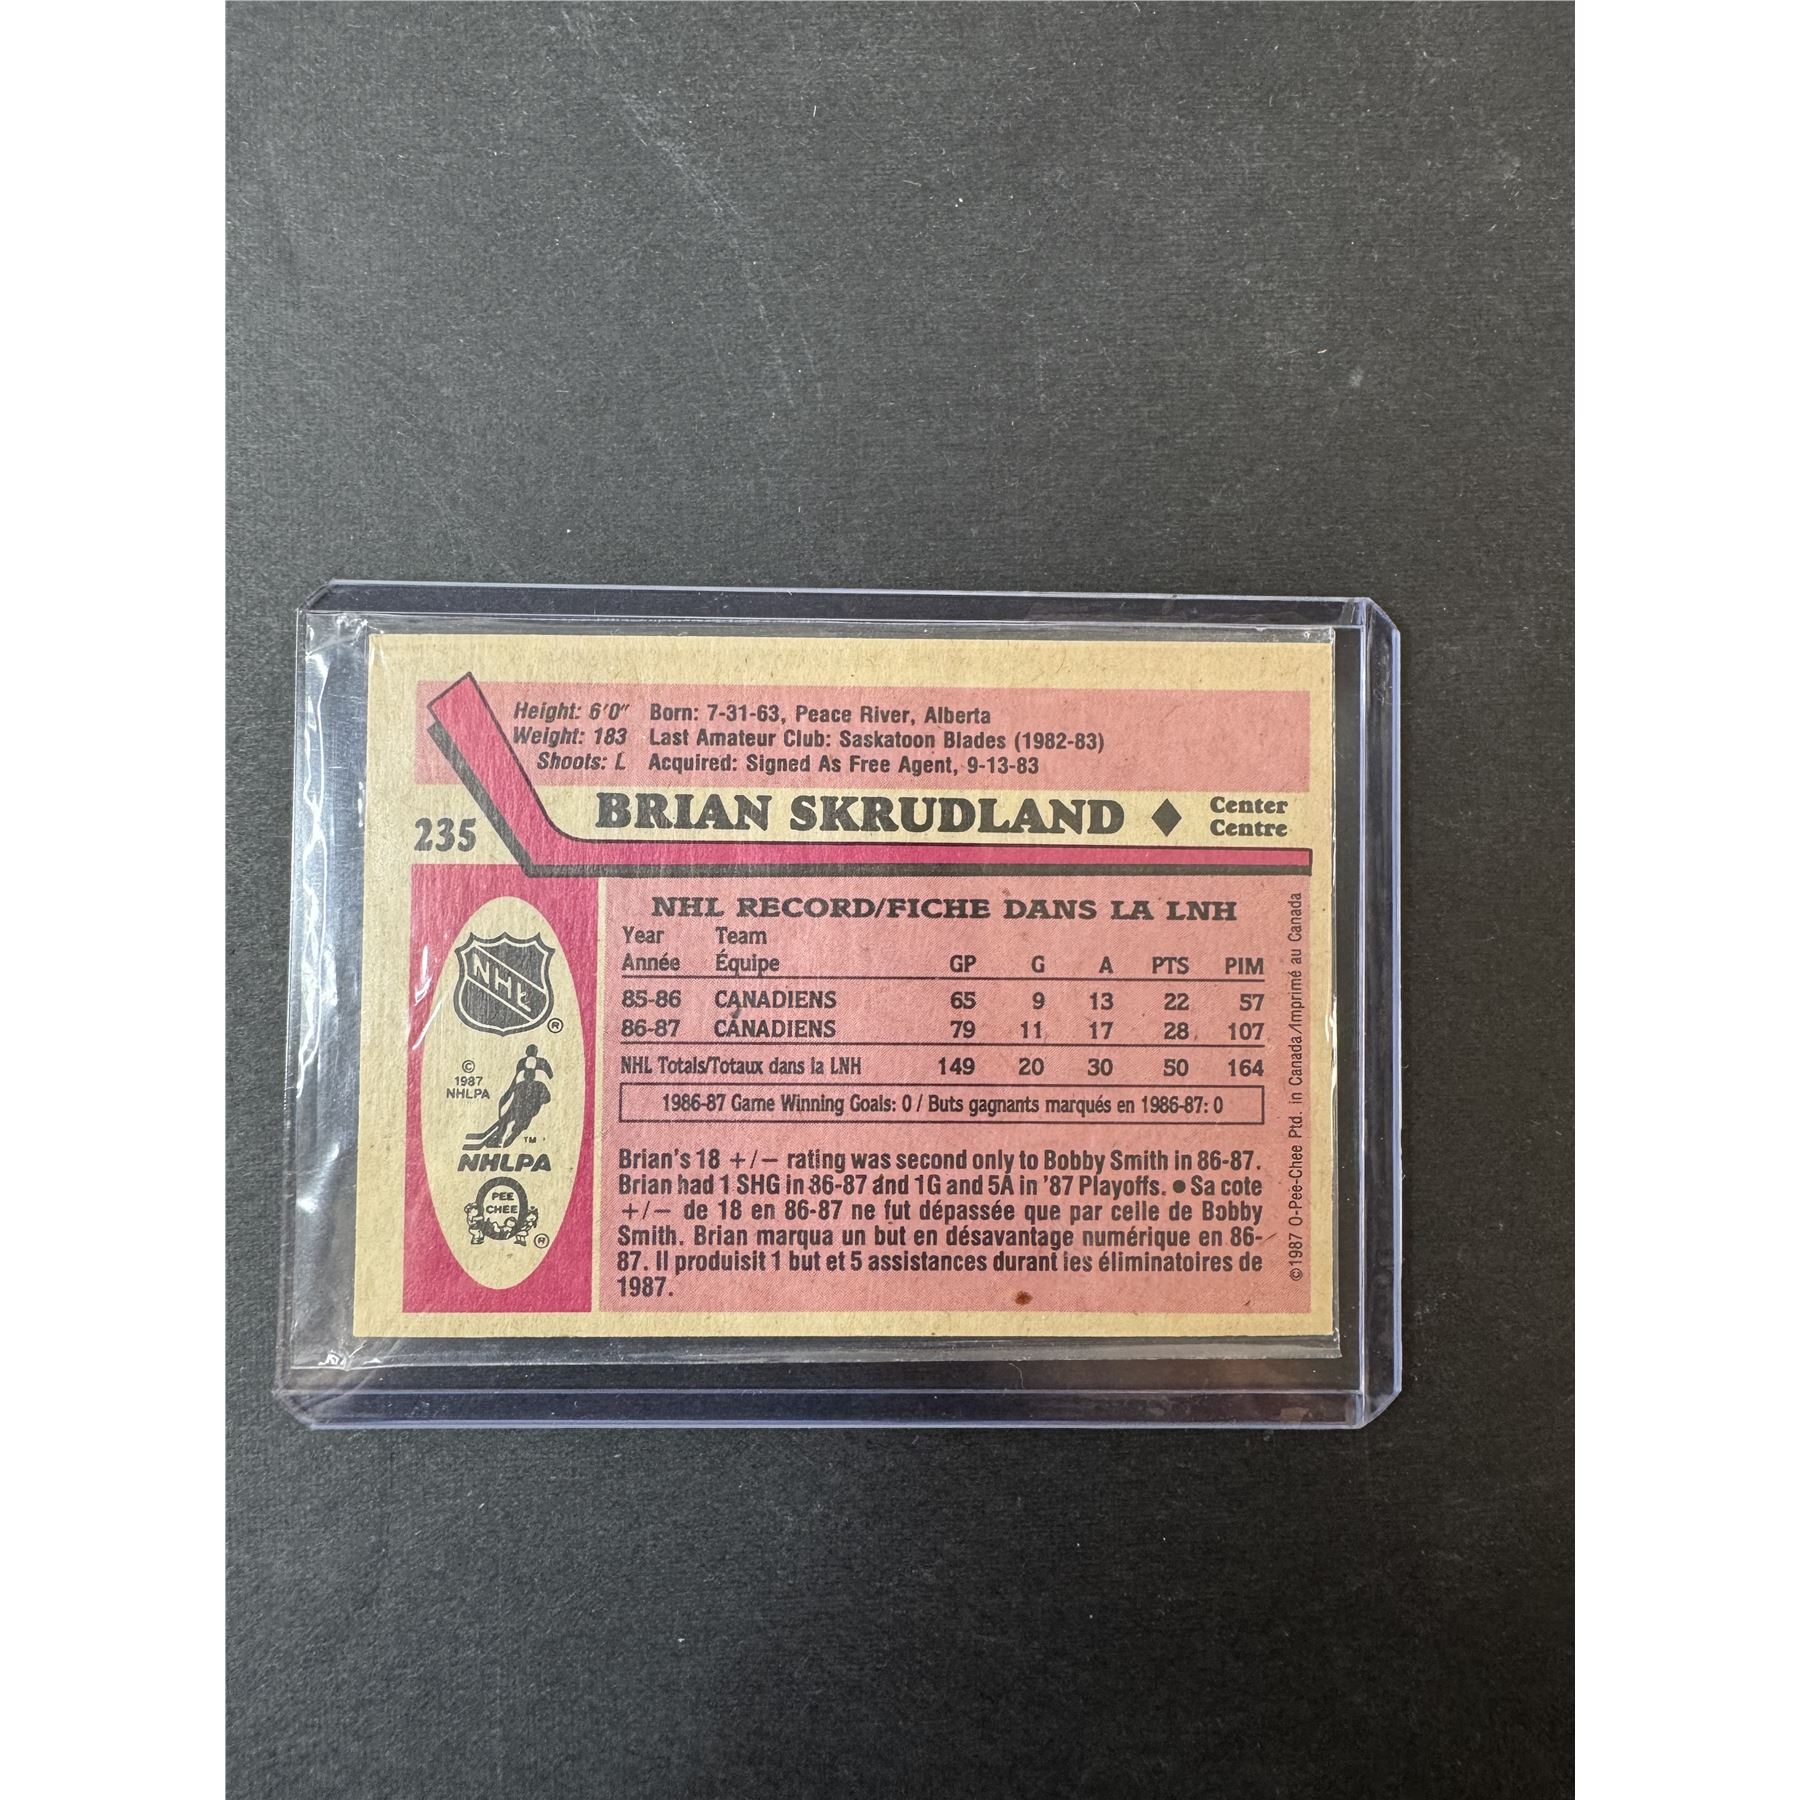 Height: 6'0" Born: 7-31-63, Peace River, Alberta
Weight: 183 Last Amateur Club: Saskatoon Blades (1982-83)
Shoots: L Acquired: Signed As Free Agent, 9-13-83
235
BRIAN SKRUDLAND ♦ Center
Centre
NHL RECORD/FICHE DANS LA LNH
Year Team
Année Équipe GP G A PTS PIM
85-86 CANADIENS 65 9 13 22 57
86-87 CANADIENS 79 11 17 28 107
NHL Totals/Totaux dans la LNH 149 20 30 50 164
1986-87 Game Winning Goals: 0 / Buts gagnants marqués en 1986-87: 0
Brian's 18 +/− rating was second only to Bobby Smith in 86-87.
Brian had 1 SHG in 86-87 and 1G and 5A in '87 Playoffs. ● Sa cote
+/− de 18 en 86-87 ne fut dépassée que par celle de Bobby
Smith. Brian marqua un but en désavantage numérique en 86-
87. Il produisit 1 but et 5 assistances durant les éliminatoires de
1987.
NHL
®
©
1987
NHLPA
TM
NHLPA
O
PEE
CHEE
®
©1987 O-Pee-Chee Ptd. in Canada/Imprimé au Canada